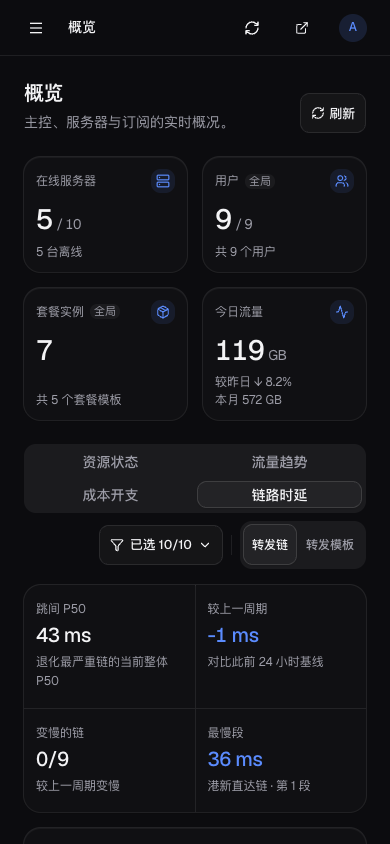 概览
A
概览
主控、服务器与订阅的实时概况。
刷新
在线服务器
5 / 10
5 台离线
用户 全局
9 / 9
共 9 个用户
套餐实例 全局
7
共 5 个套餐模板
今日流量
119 GB
较昨日 ↓ 8.2%
本月 572 GB
资源状态
流量趋势
成本开支
链路时延
已选 10/10
转发链
转发模板
跳间 P50
43 ms
退化最严重链的当前整体
P50
较上一周期
-1 ms
对比此前 24 小时基线
变慢的链
0/9
较上一周期变慢
最慢段
36 ms
港新直达链 · 第 1 段